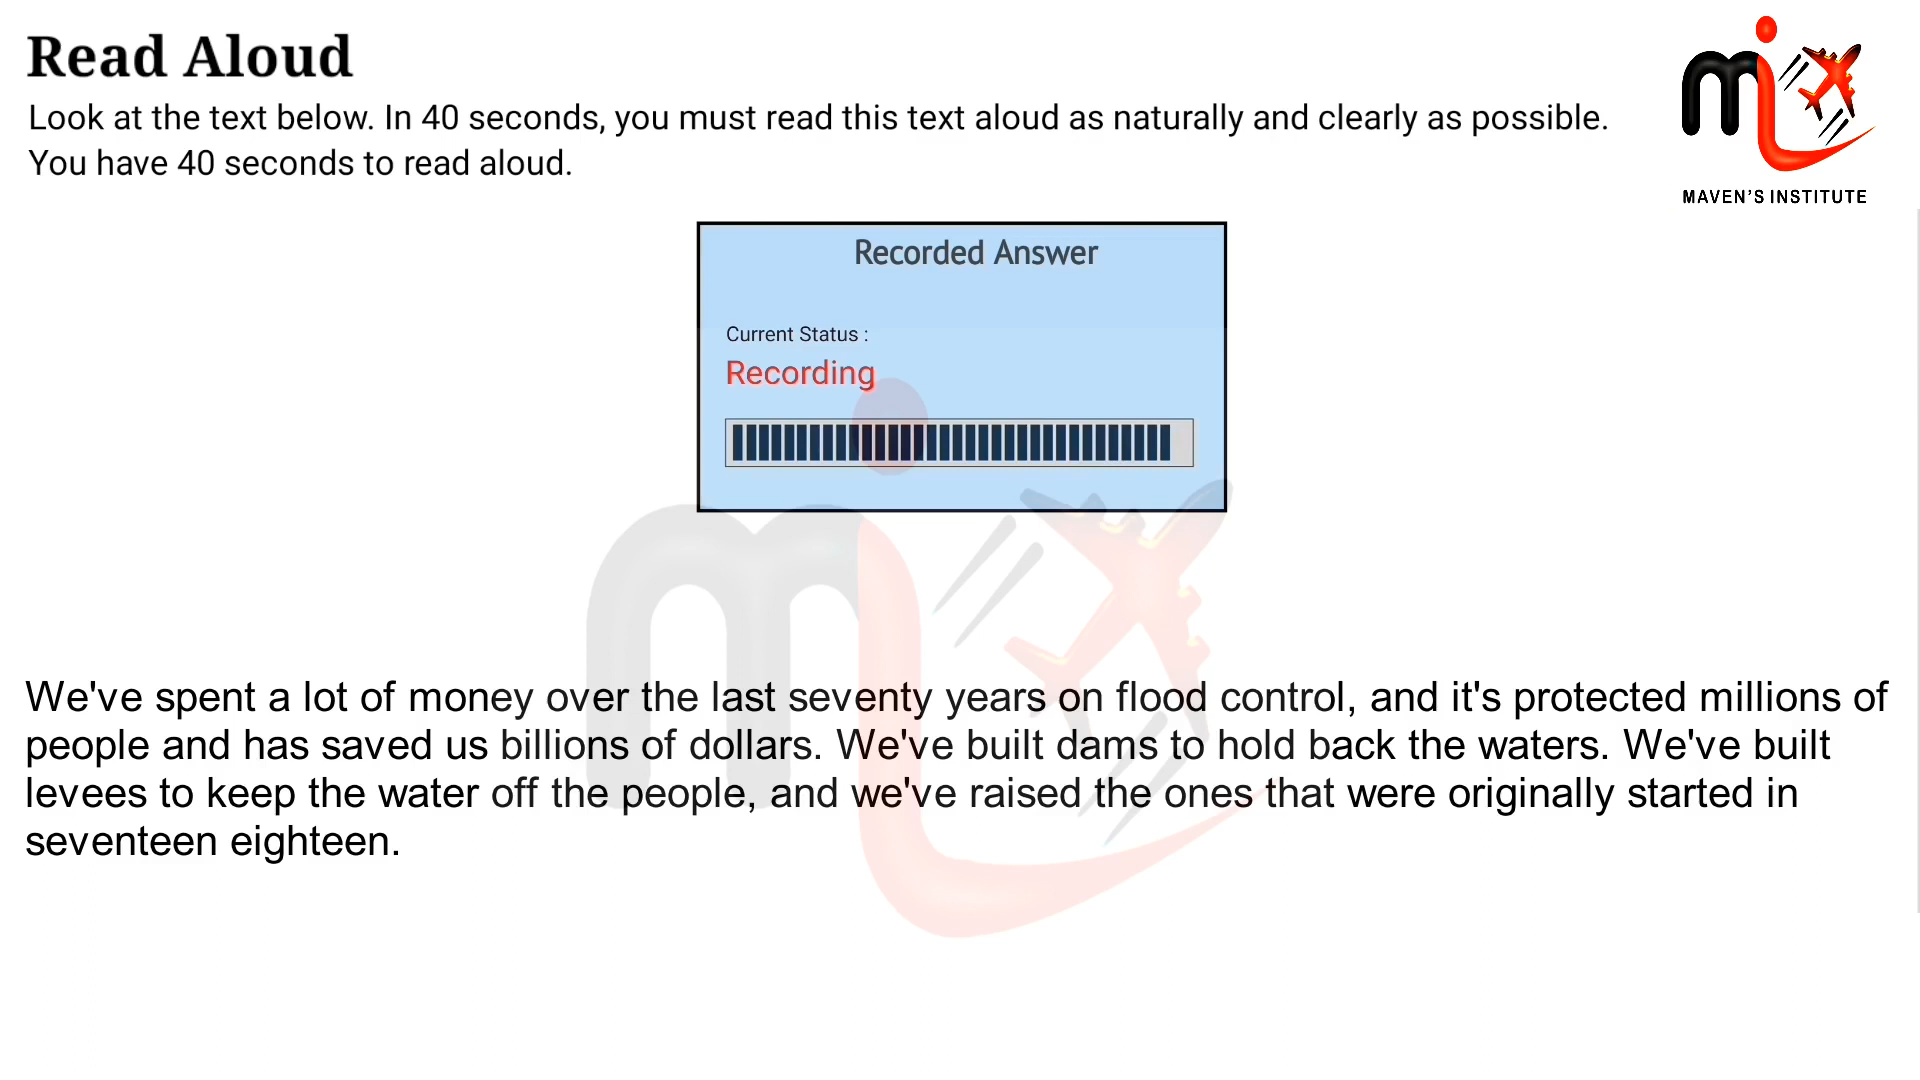 Read Aloud
Look at the text below. In 40 seconds, you must read this text aloud as naturally and clearly as possible.
You have 40 seconds to read aloud.
MAVEN'S INSTITUTE
Recorded Answer
Current Status :
Recording
We've spent a lot of money over the last seventy years on flood control, and it's protected millions of
people and has saved us billions of dollars. We've built dams to hold back the waters. We've built
levees to keep the water off the people, and we've raised the ones that were originally started in
seventeen eighteen.